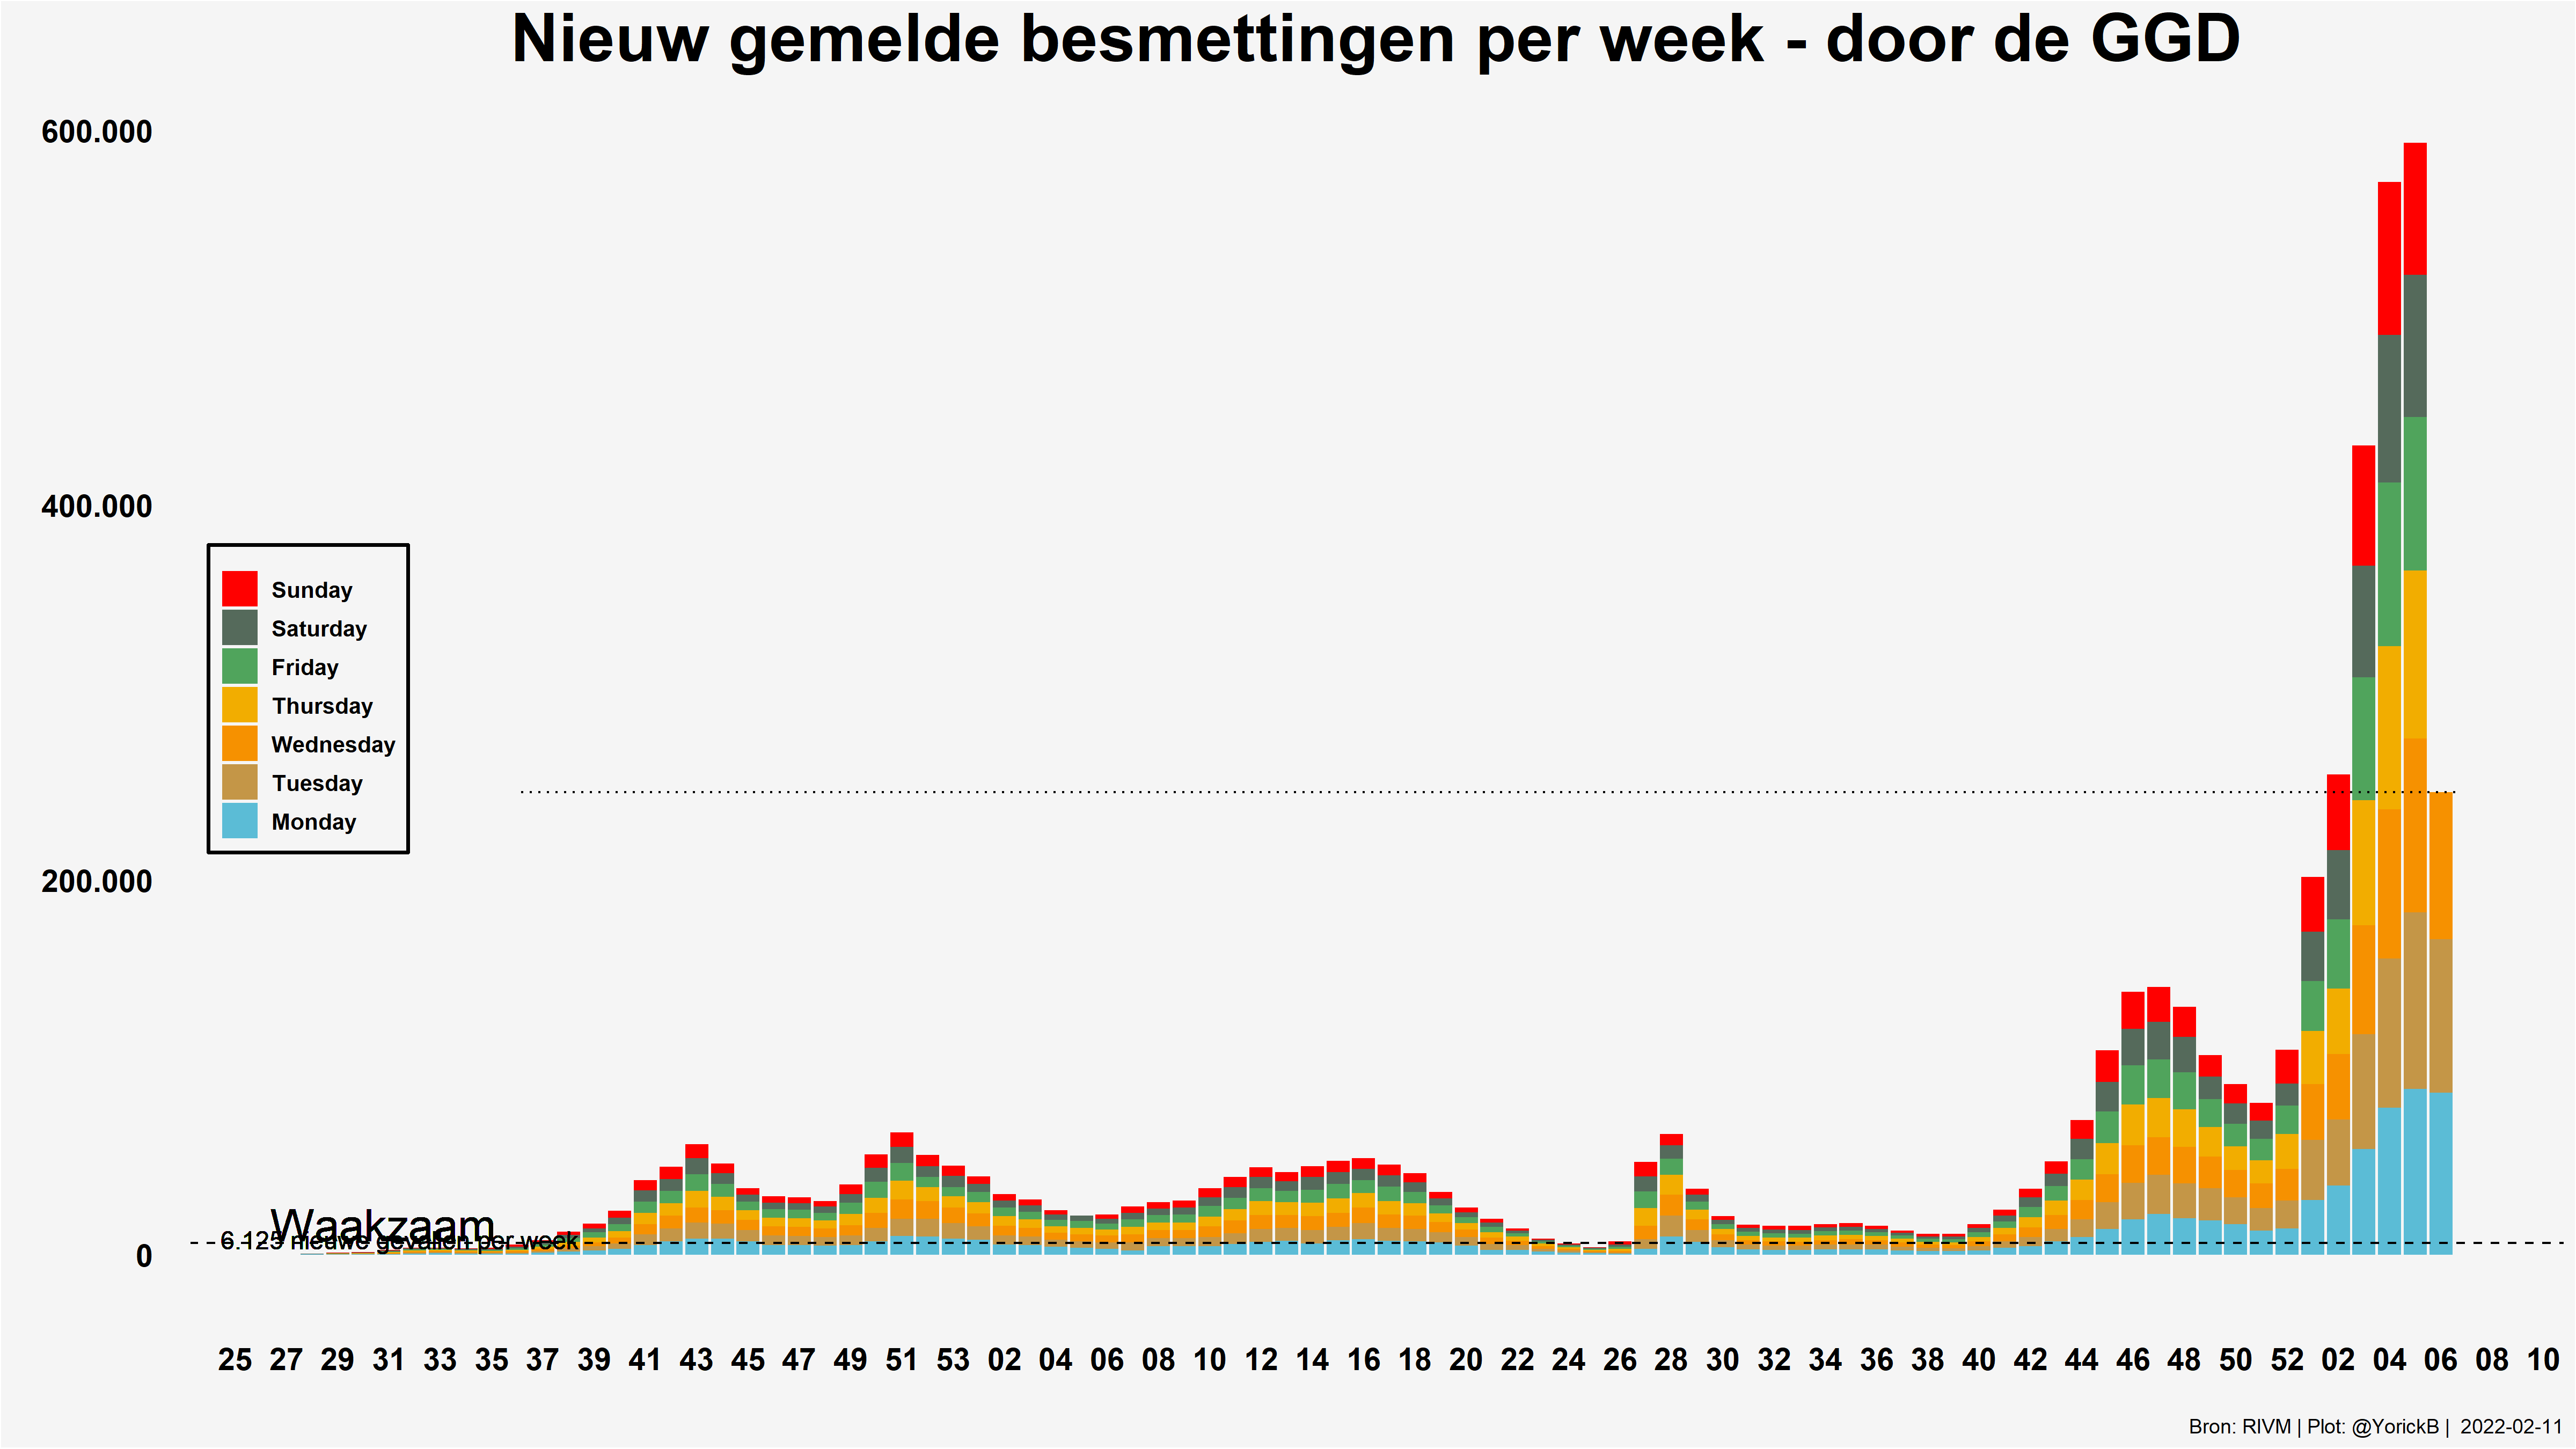 Nieuw gemelde besmettingen per week - door de GGD
600.000
400.000
Sunday
Saturday
Friday
Thursday
Wednesday
Tuesday
Monday
200.000
Waakzaam
6.125 nieuwe gevallen per week
0
25 27 29 31 33 35 37 39 41 43 45 47 49 51 53 02 04 06 08 10 12 14 16 18 20 22 24 26 28 30 32 34 36 38 40 42 44 46 48 50 52 02 04 06 08 10
Bron: RIVM | Plot: @YorickB | 2022-02-11